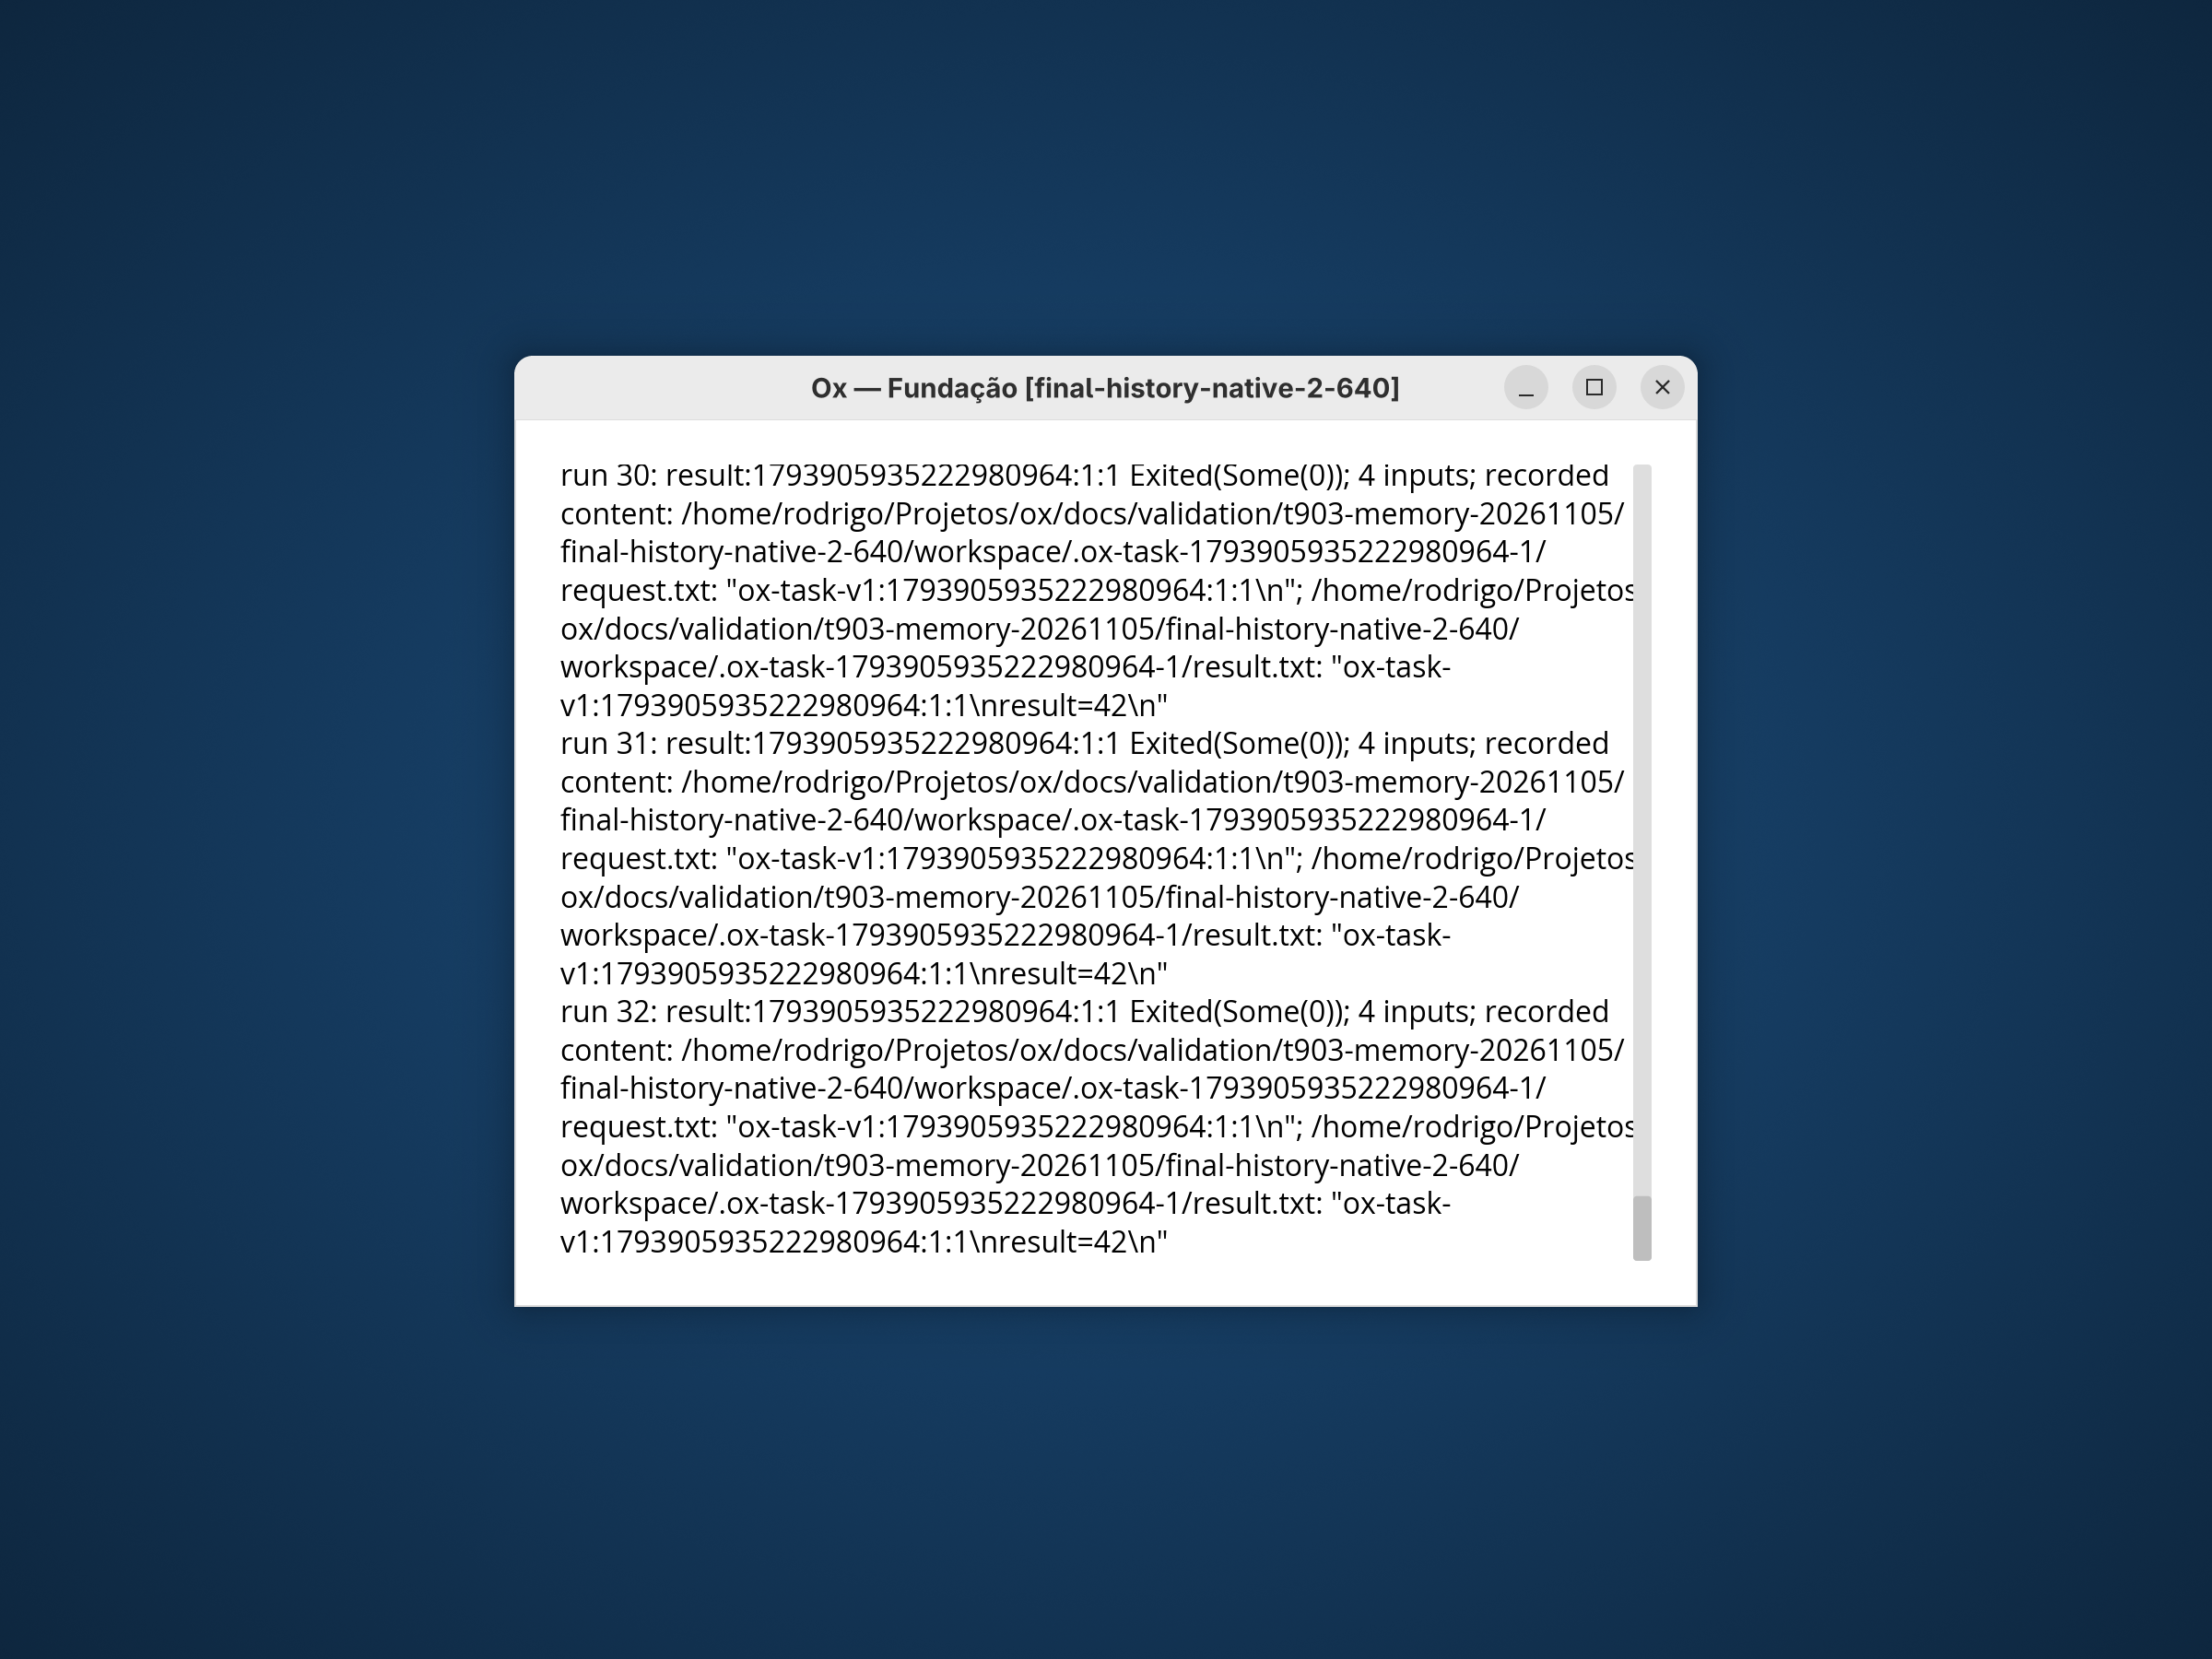 Ox — Fundação [final-history-native-2-640]
run 30: result:1793905935222980964:1:1 Exited(Some(0)); 4 inputs; recorded
content: /home/rodrigo/Projetos/ox/docs/validation/t903-memory-20261105/
final-history-native-2-640/workspace/.ox-task-1793905935222980964-1/
request.txt: "ox-task-v1:1793905935222980964:1:1\n"; /home/rodrigo/Projetos
ox/docs/validation/t903-memory-20261105/final-history-native-2-640/
workspace/.ox-task-1793905935222980964-1/result.txt: "ox-task-
v1:1793905935222980964:1:1\nresult=42\n"
run 31: result:1793905935222980964:1:1 Exited(Some(0)); 4 inputs; recorded
content: /home/rodrigo/Projetos/ox/docs/validation/t903-memory-20261105/
final-history-native-2-640/workspace/.ox-task-1793905935222980964-1/
request.txt: "ox-task-v1:1793905935222980964:1:1\n"; /home/rodrigo/Projetos
ox/docs/validation/t903-memory-20261105/final-history-native-2-640/
workspace/.ox-task-1793905935222980964-1/result.txt: "ox-task-
v1:1793905935222980964:1:1\nresult=42\n"
run 32: result:1793905935222980964:1:1 Exited(Some(0)); 4 inputs; recorded
content: /home/rodrigo/Projetos/ox/docs/validation/t903-memory-20261105/
final-history-native-2-640/workspace/.ox-task-1793905935222980964-1/
request.txt: "ox-task-v1:1793905935222980964:1:1\n"; /home/rodrigo/Projetos
ox/docs/validation/t903-memory-20261105/final-history-native-2-640/
workspace/.ox-task-1793905935222980964-1/result.txt: "ox-task-
v1:1793905935222980964:1:1\nresult=42\n"